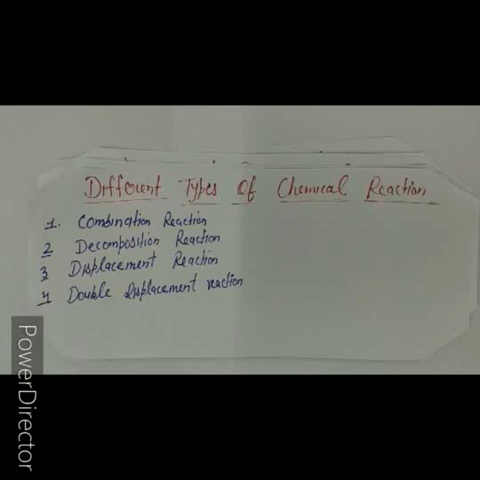 Different Types Of Chemical Reaction
1. Combination Reaction
2 Decomposition Reaction
3 Displacement Reaction
4 Double displacement reaction
PowerDirector